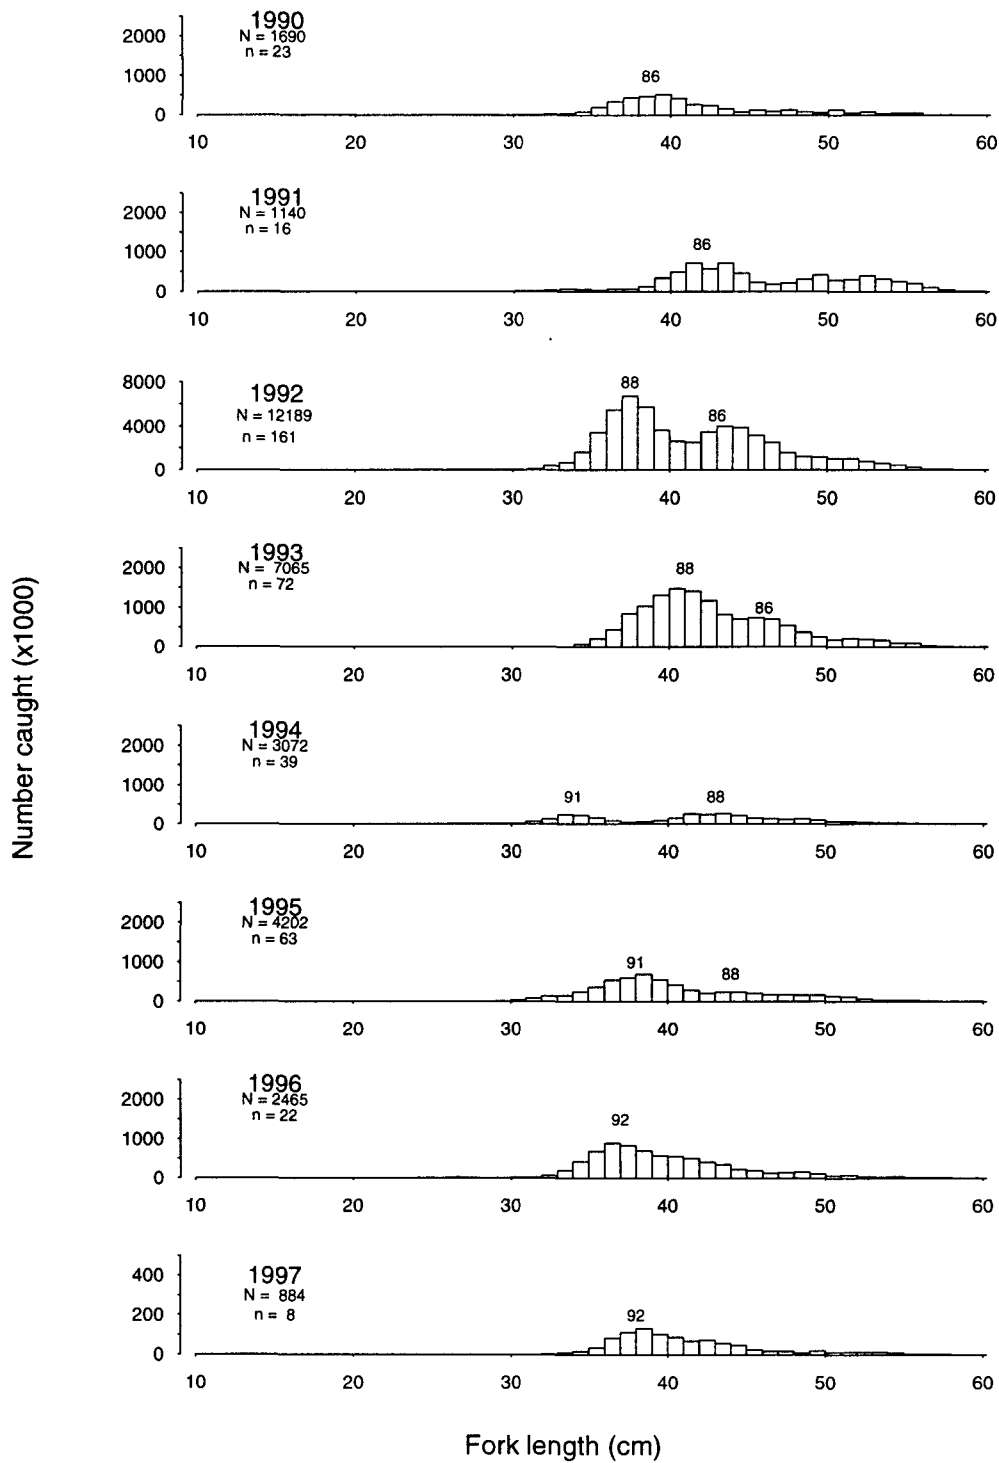 1990
N = 1690
n = 23
2000
1000
0
86
10 20 30 40 50 60
1991
N = 1140
n = 16
2000
1000
0
86
10 20 30 40 50 60
1992
N = 12189
n = 161
8000
4000
0
88
86
10 20 30 40 50 60
1993
N = 7065
n = 72
2000
1000
0
88
86
10 20 30 40 50 60
1994
N = 3072
n = 39
2000
1000
0
91 88
10 20 30 40 50 60
1995
N = 4202
n = 63
2000
1000
0
91
88
10 20 30 40 50 60
1996
N = 2465
n = 22
2000
1000
0
92
10 20 30 40 50 60
1997
N = 884
n = 8
400
200
0
92
10 20 30 40 50 60
Number caught (x1000)
Fork length (cm)